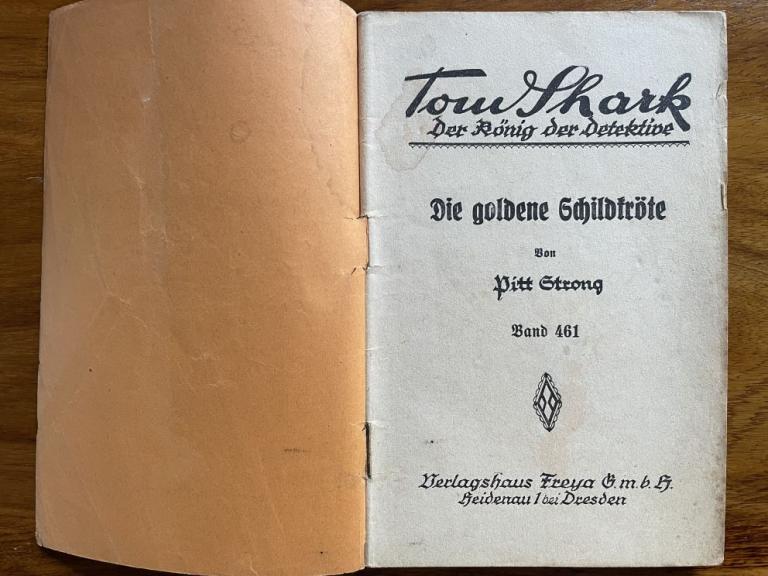 Tom Shark
Der König der Detektive
Die goldene Schildkröte
Von
Pitt Strong
Band 461
Verlagshaus Freya G.m.b.H.
Heidenau 1 bei Dresden